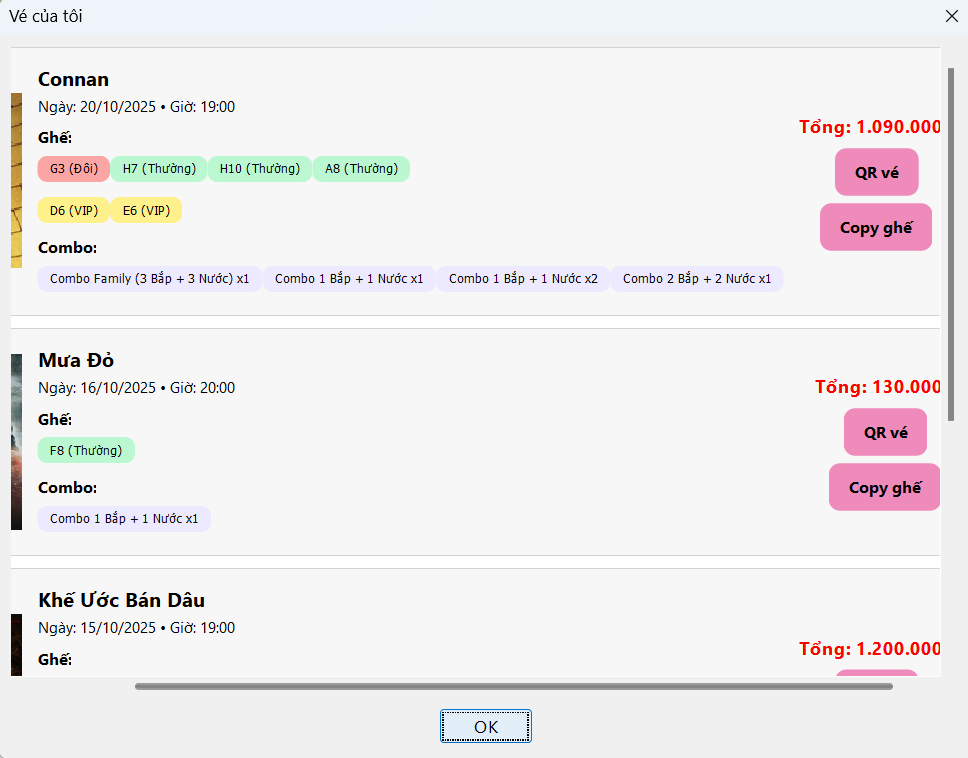 Vé của tôi
Connan
Ngày: 20/10/2025 • Giờ: 19:00
Ghế:
G3 (Đôi) H7 (Thường) H10 (Thường) A8 (Thường)
D6 (VIP) E6 (VIP)
Combo:
Combo Family (3 Bắp + 3 Nước) x1 Combo 1 Bắp + 1 Nước x1 Combo 1 Bắp + 1 Nước x2 Combo 2 Bắp + 2 Nước x1
Tổng: 1.090.000
QR vé
Copy ghế
Mưa Đỏ
Ngày: 16/10/2025 • Giờ: 20:00
Ghế:
F8 (Thường)
Combo:
Combo 1 Bắp + 1 Nước x1
Tổng: 130.000
QR vé
Copy ghế
Khế Ước Bán Dâu
Ngày: 15/10/2025 • Giờ: 19:00
Ghế:
Tổng: 1.200.000
OK